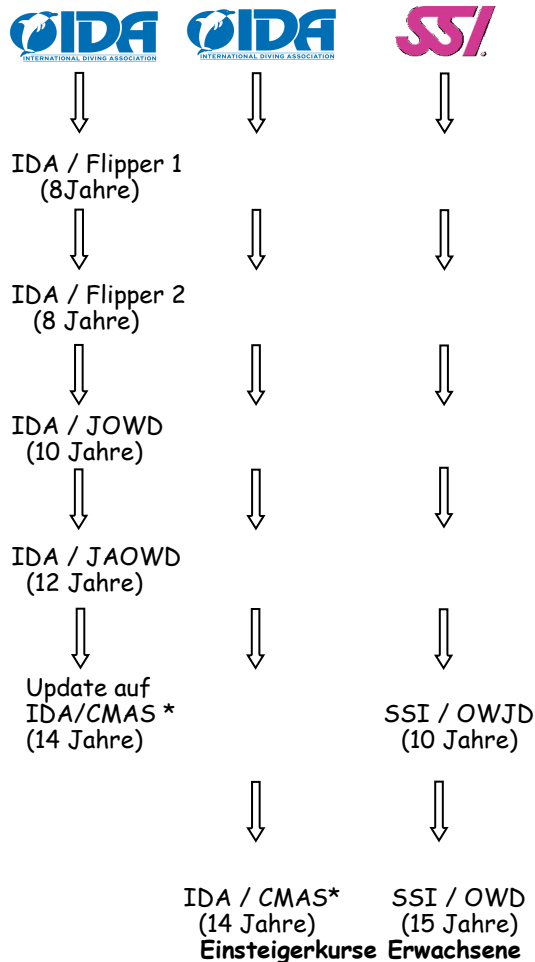 IDA
INTERNATIONAL DIVING ASSOCIATION
IDA
INTERNATIONAL DIVING ASSOCIATION
SSI
IDA / Flipper 1
(8Jahre)
IDA / Flipper 2
(8 Jahre)
IDA / JOWD
(10 Jahre)
IDA / JAOWD
(12 Jahre)
Update auf
IDA/CMAS *
(14 Jahre)
SSI / OWJD
(10 Jahre)
IDA / CMAS*
(14 Jahre)
SSI / OWD
(15 Jahre)
Einsteigerkurse Erwachsene